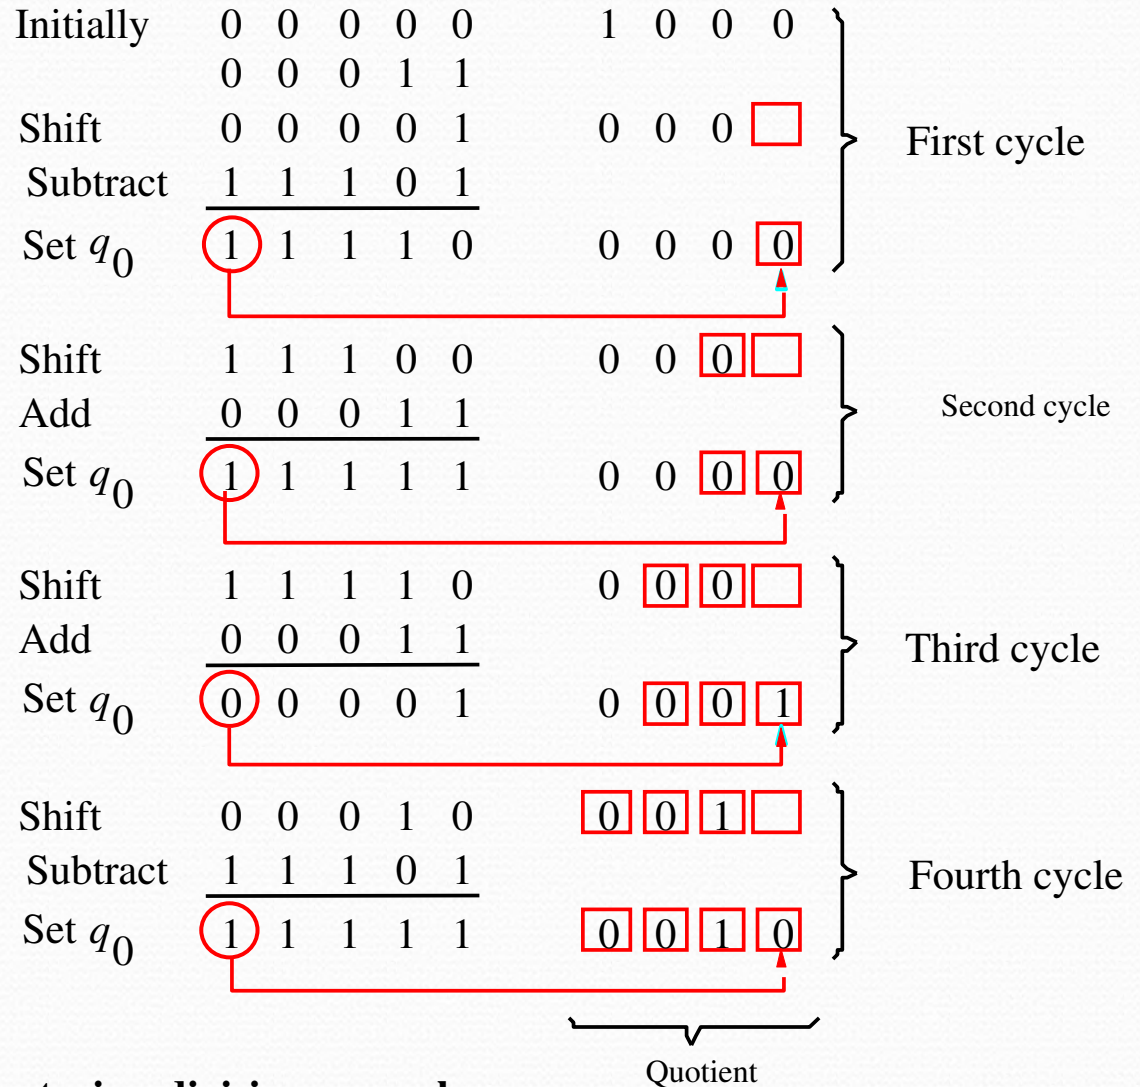 Initially 0 0 0 0 0 1 0 0 0
0 0 0 1 1
Shift 0 0 0 0 1 0 0 0
First cycle
Subtract 1 1 1 0 1
Set q0 1 1 1 1 0 0 0 0 0
Shift 1 1 1 0 0 0 0 0
Add 0 0 0 1 1
Second cycle
Set q0 1 1 1 1 1 0 0 0 0
Shift 1 1 1 1 0 0 0 0
Add 0 0 0 1 1
Third cycle
Set q0 0 0 0 0 1 0 0 0 1
Shift 0 0 0 1 0 0 0 1
Subtract 1 1 1 0 1
Fourth cycle
Set q0 1 1 1 1 1 0 0 1 0
Quotient